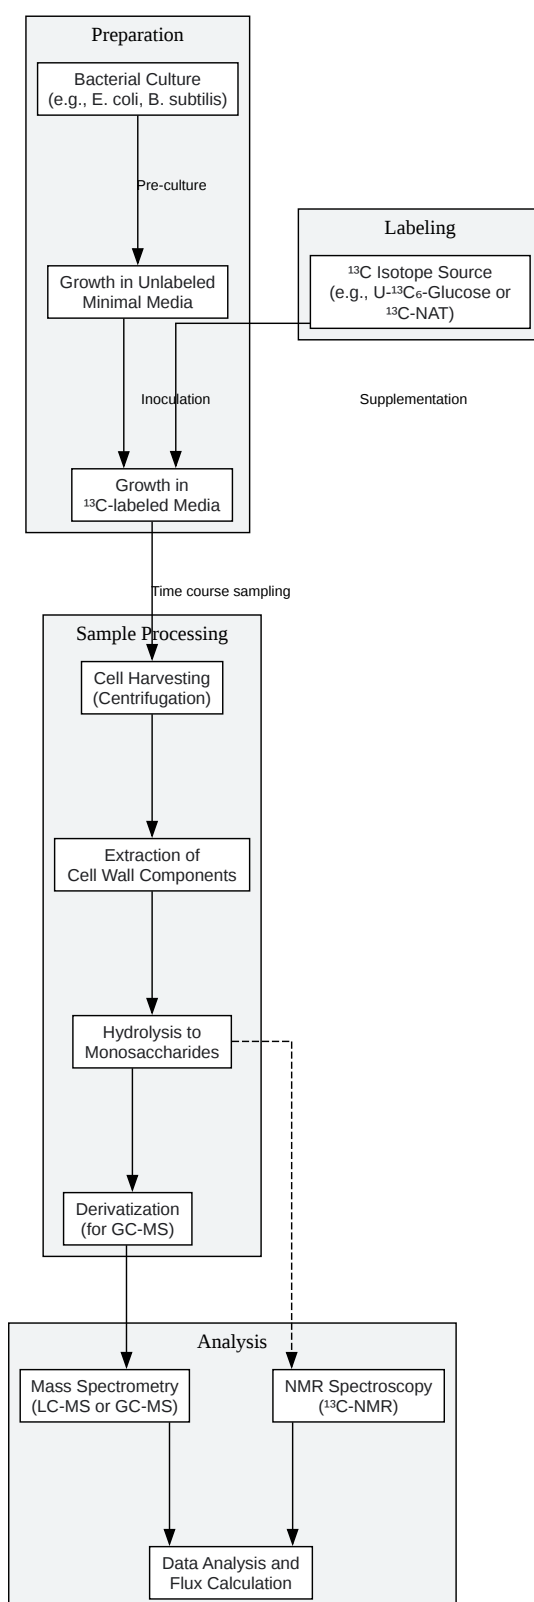 Preparation
Bacterial Culture
(e.g., E. coli, B. subtilis)
Pre-culture
Labeling
¹³C Isotope Source
(e.g., U-¹³C₆-Glucose or
¹³C-NAT)
Growth in Unlabeled
Minimal Media
Inoculation
Supplementation
Growth in
¹³C-labeled Media
Time course sampling
Sample Processing
Cell Harvesting
(Centrifugation)
Extraction of
Cell Wall Components
Hydrolysis to
Monosaccharides
Derivatization
(for GC-MS)
Analysis
Mass Spectrometry
(LC-MS or GC-MS)
NMR Spectroscopy
(¹³C-NMR)
Data Analysis and
Flux Calculation